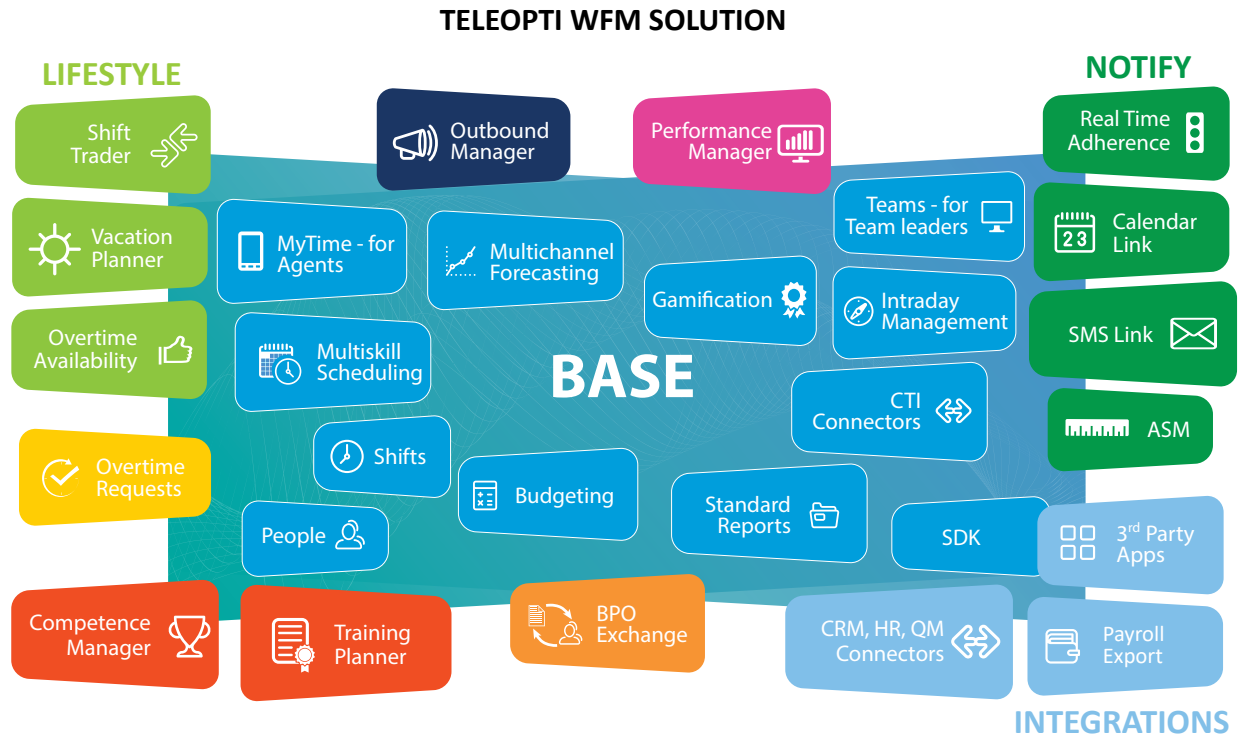 TELEOPTI WFM SOLUTION
LIFESTYLE
Shift
Trader
Vacation
Planner
Overtime
Availability
Overtime
Requests
Competence
Manager
Training
Planner
Outbound
Manager
Performance
Manager
MyTime - for
Agents
Multichannel
Forecasting
Teams - for
Team leaders
Gamification
Intraday
Management
Multiskill
Scheduling
BASE
CTI
Connectors
Shifts
Budgeting
Standard
Reports
People
SDK
BPO
Exchange
NOTIFY
Real Time
Adherence
23
Calendar
Link
SMS Link
ASM
3rd Party
Apps
CRM, HR, QM
Connectors
Payroll
Export
INTEGRATIONS